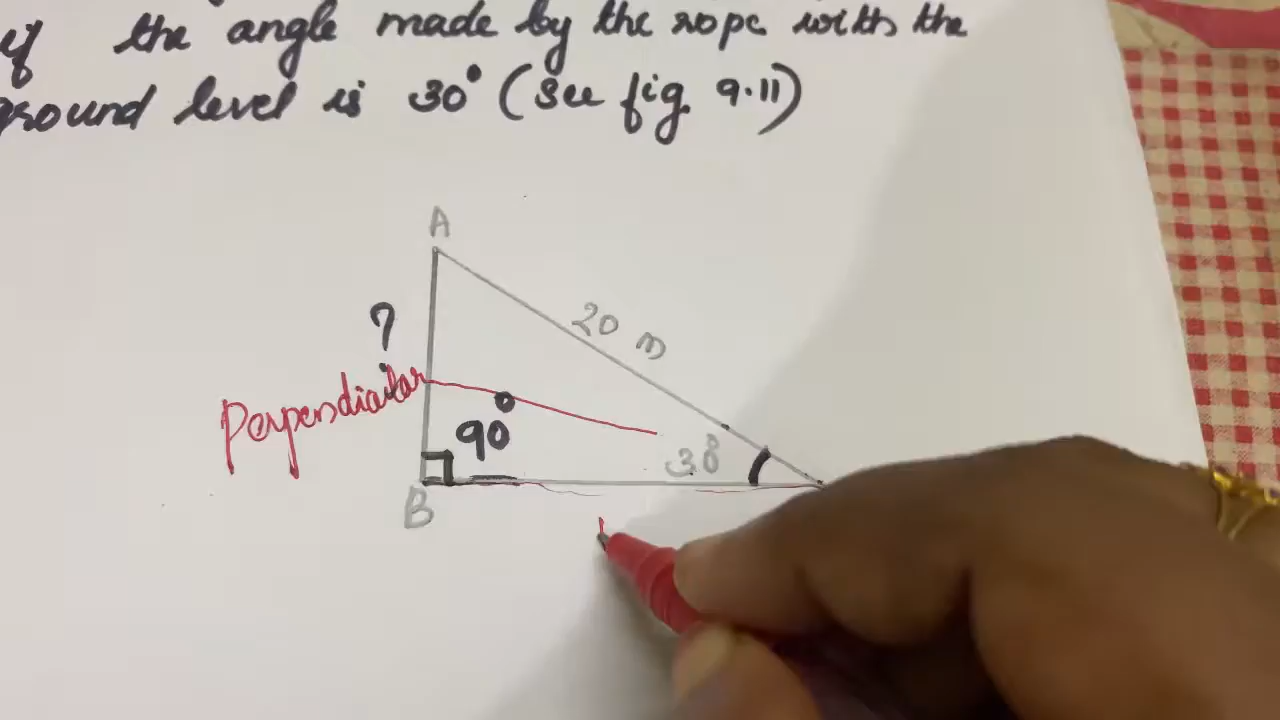 if the angle made by the rope with the
ground level is 30° (See fig 9.11)
A
?
20 m
Perpendicular
90°
30°
B